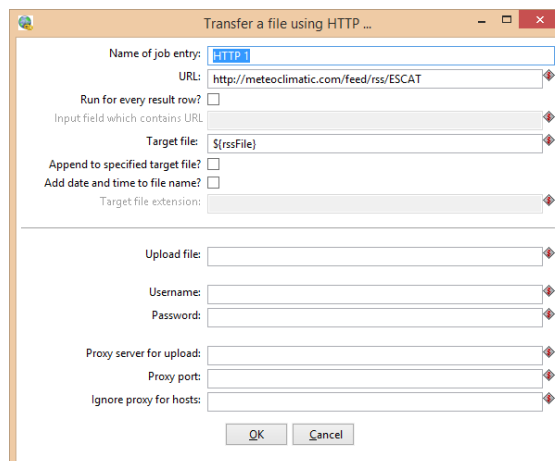 Transfer a file using HTTP ...
Name of job entry: HTTP 1
URL: http://meteoclimatic.com/feed/rss/ESCAT
Run for every result row?
Input field which contains URL
Target file: ${rssFile}
Append to specified target file?
Add date and time to file name?
Target file extension:
Upload file:
Username:
Password:
Proxy server for upload:
Proxy port:
Ignore proxy for hosts:
OK Cancel